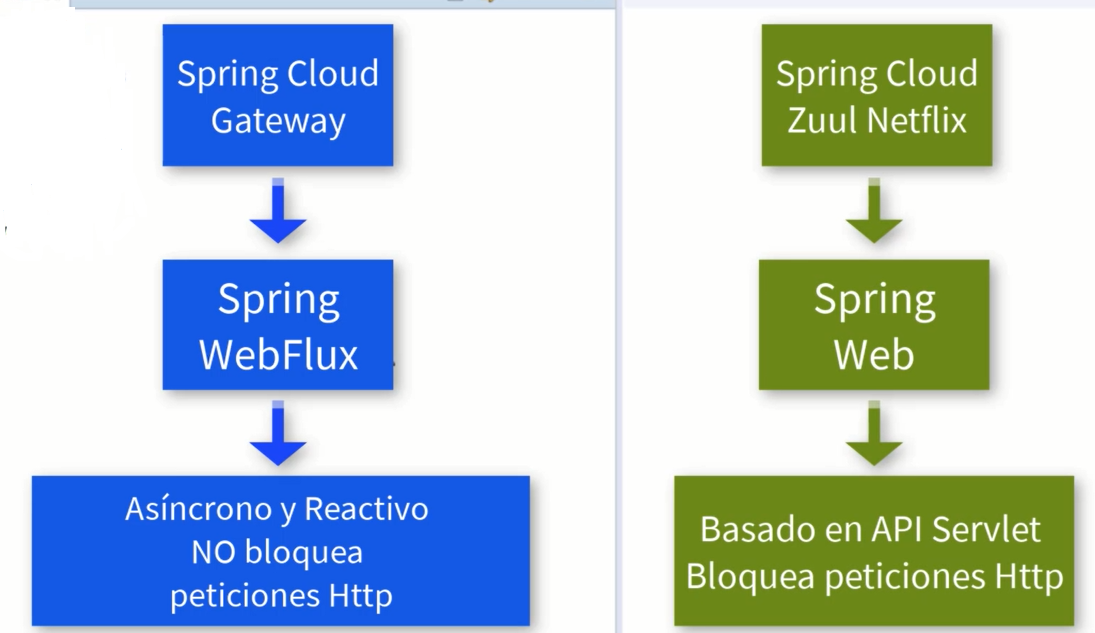 Spring Cloud
Gateway
Spring
WebFlux
Asíncrono y Reactivo
NO bloquea
peticiones Http
Spring Cloud
Zuul Netflix
Spring
Web
Basado en API Servlet
Bloquea peticiones Http